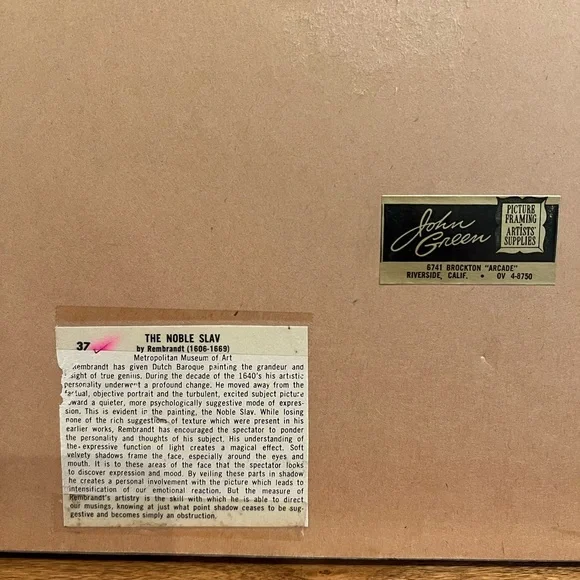 John
Green
PICTURE
FRAMING
ARTISTS'
SUPPLIES
6741 BROCKTON "ARCADE"
RIVERSIDE, CALIF. • OV 4-8750
37
THE NOBLE SLAV
by Rembrandt (1606-1669)
Metropolitan Museum of Art
Rembrandt has given Dutch Baroque painting the grandeur and
of true genius. During the decade of the 1640's his artistic
personality underwent a profound change. He moved away from the
factual, objective portrait and the turbulent, excited subject picture
toward a quieter, more psychologically suggestive mode of expres-
sion. This is evident in the painting, the Noble Slav. While losing
none of the rich suggestions of texture which were present in his
earlier works, Rembrandt has encouraged the spectator to ponder
the personality and thoughts of his subject. His understanding of
the expressive function of light creates a magical effect. Soft
velvety shadows frame the face, especially around the eyes and
mouth. It is to these areas of the face that the spectator looks
to discover expression and mood. By veiling these parts in shadow
he creates a personal involvement with the picture which leads to
intensification of our emotional reaction. But the measure of
Rembrandt's artistry is the skill with which he is able to direct
our musings, knowing at just what point shadow ceases to be sug-
gestive and becomes simply an obstruction.